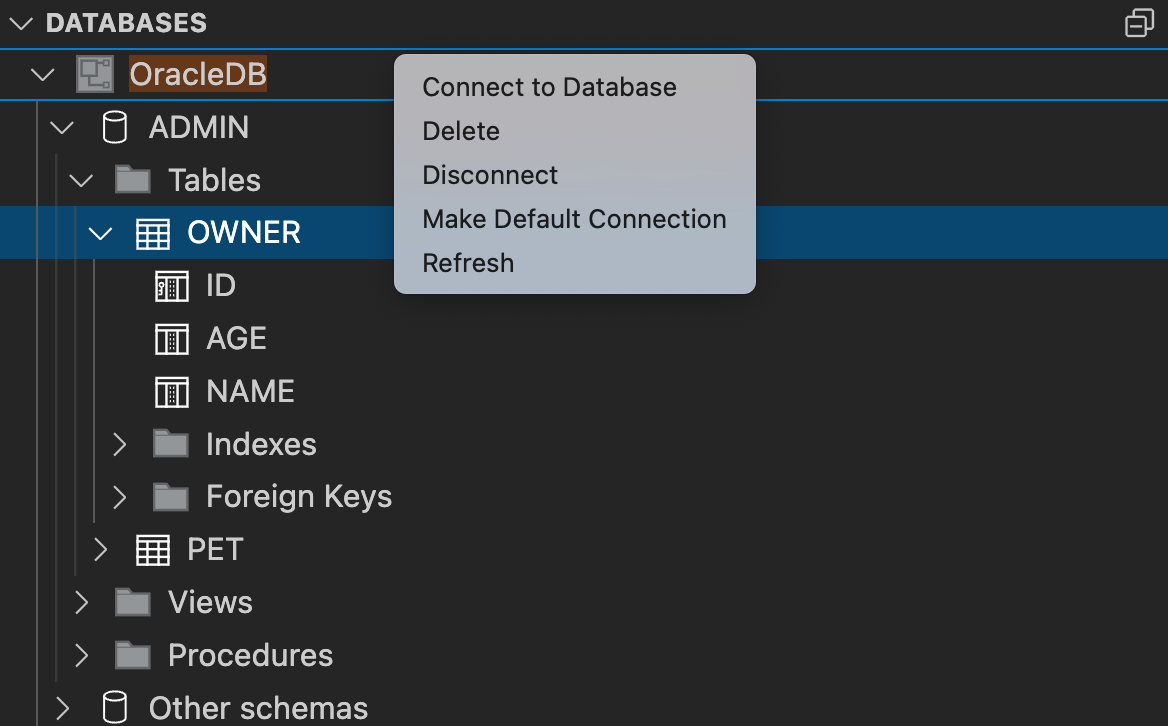 DATABASES
OracleDB
ADMIN
Tables
OWNER
ID
AGE
NAME
Indexes
Foreign Keys
PET
Views
Procedures
Other schemas
Connect to Database
Delete
Disconnect
Make Default Connection
Refresh